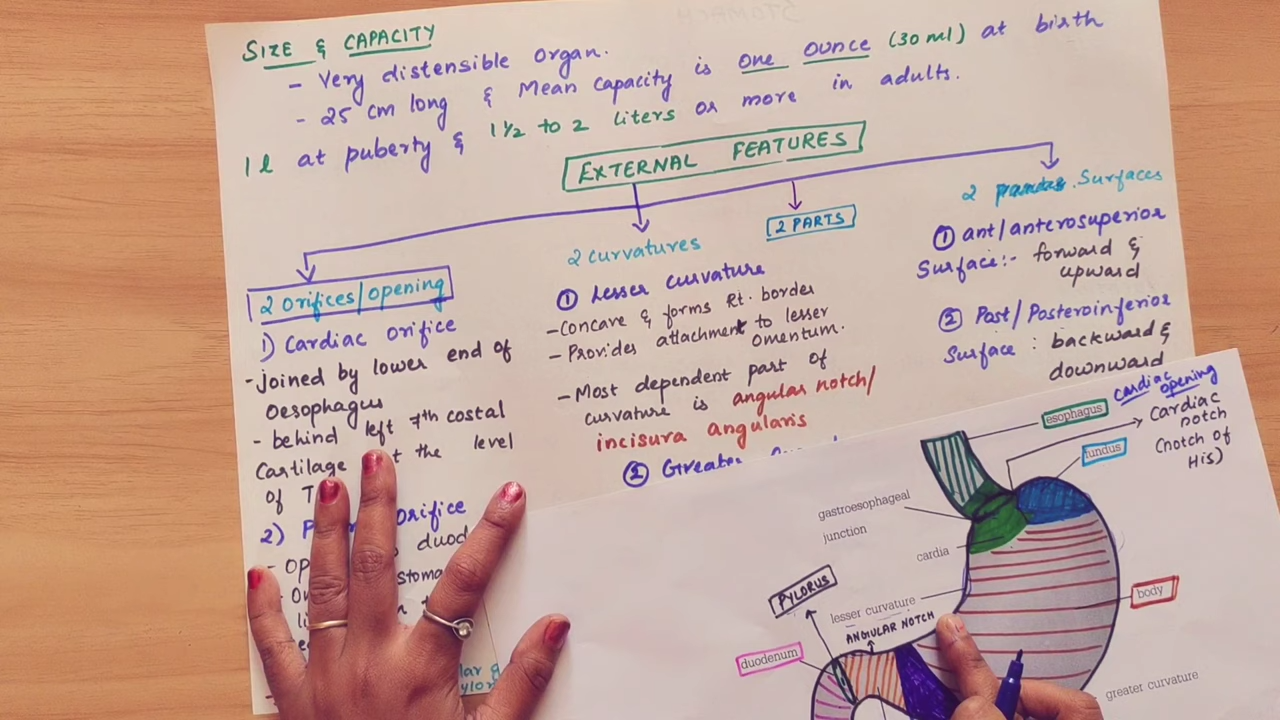 SIZE & CAPACITY
- Very distensible organ.
- 25 cm long & Mean capacity is one ounce (30 ml) at birth
1 l at puberty & 1½ to 2 liters or more in adults.
EXTERNAL FEATURES
2 Orifices/opening
1) Cardiac orifice
- joined by lower end of
Oesophagus
- behind left 7th costal
Cartilage at the level
of T
2) Orifice
duod
stoma
2 curvatures
① Lesser curvature
- Concave & forms Rt. border
- Provides attachment to lesser
omentum.
- Most dependent part of
curvature is angular notch/
incisura angularis
② Greater
2 PARTS
2 Surfaces
① ant/anterosuperior
Surface:- forward &
upward
② Post/Posteroinferior
Surface : backward &
downward
cardiac
opening
esophagus
Cardiac
notch
(notch of
His)
fundus
gastroesophageal
junction
cardia
PYLORUS
lesser curvature
ANGULAR NOTCH
body
duodenum
greater curvature